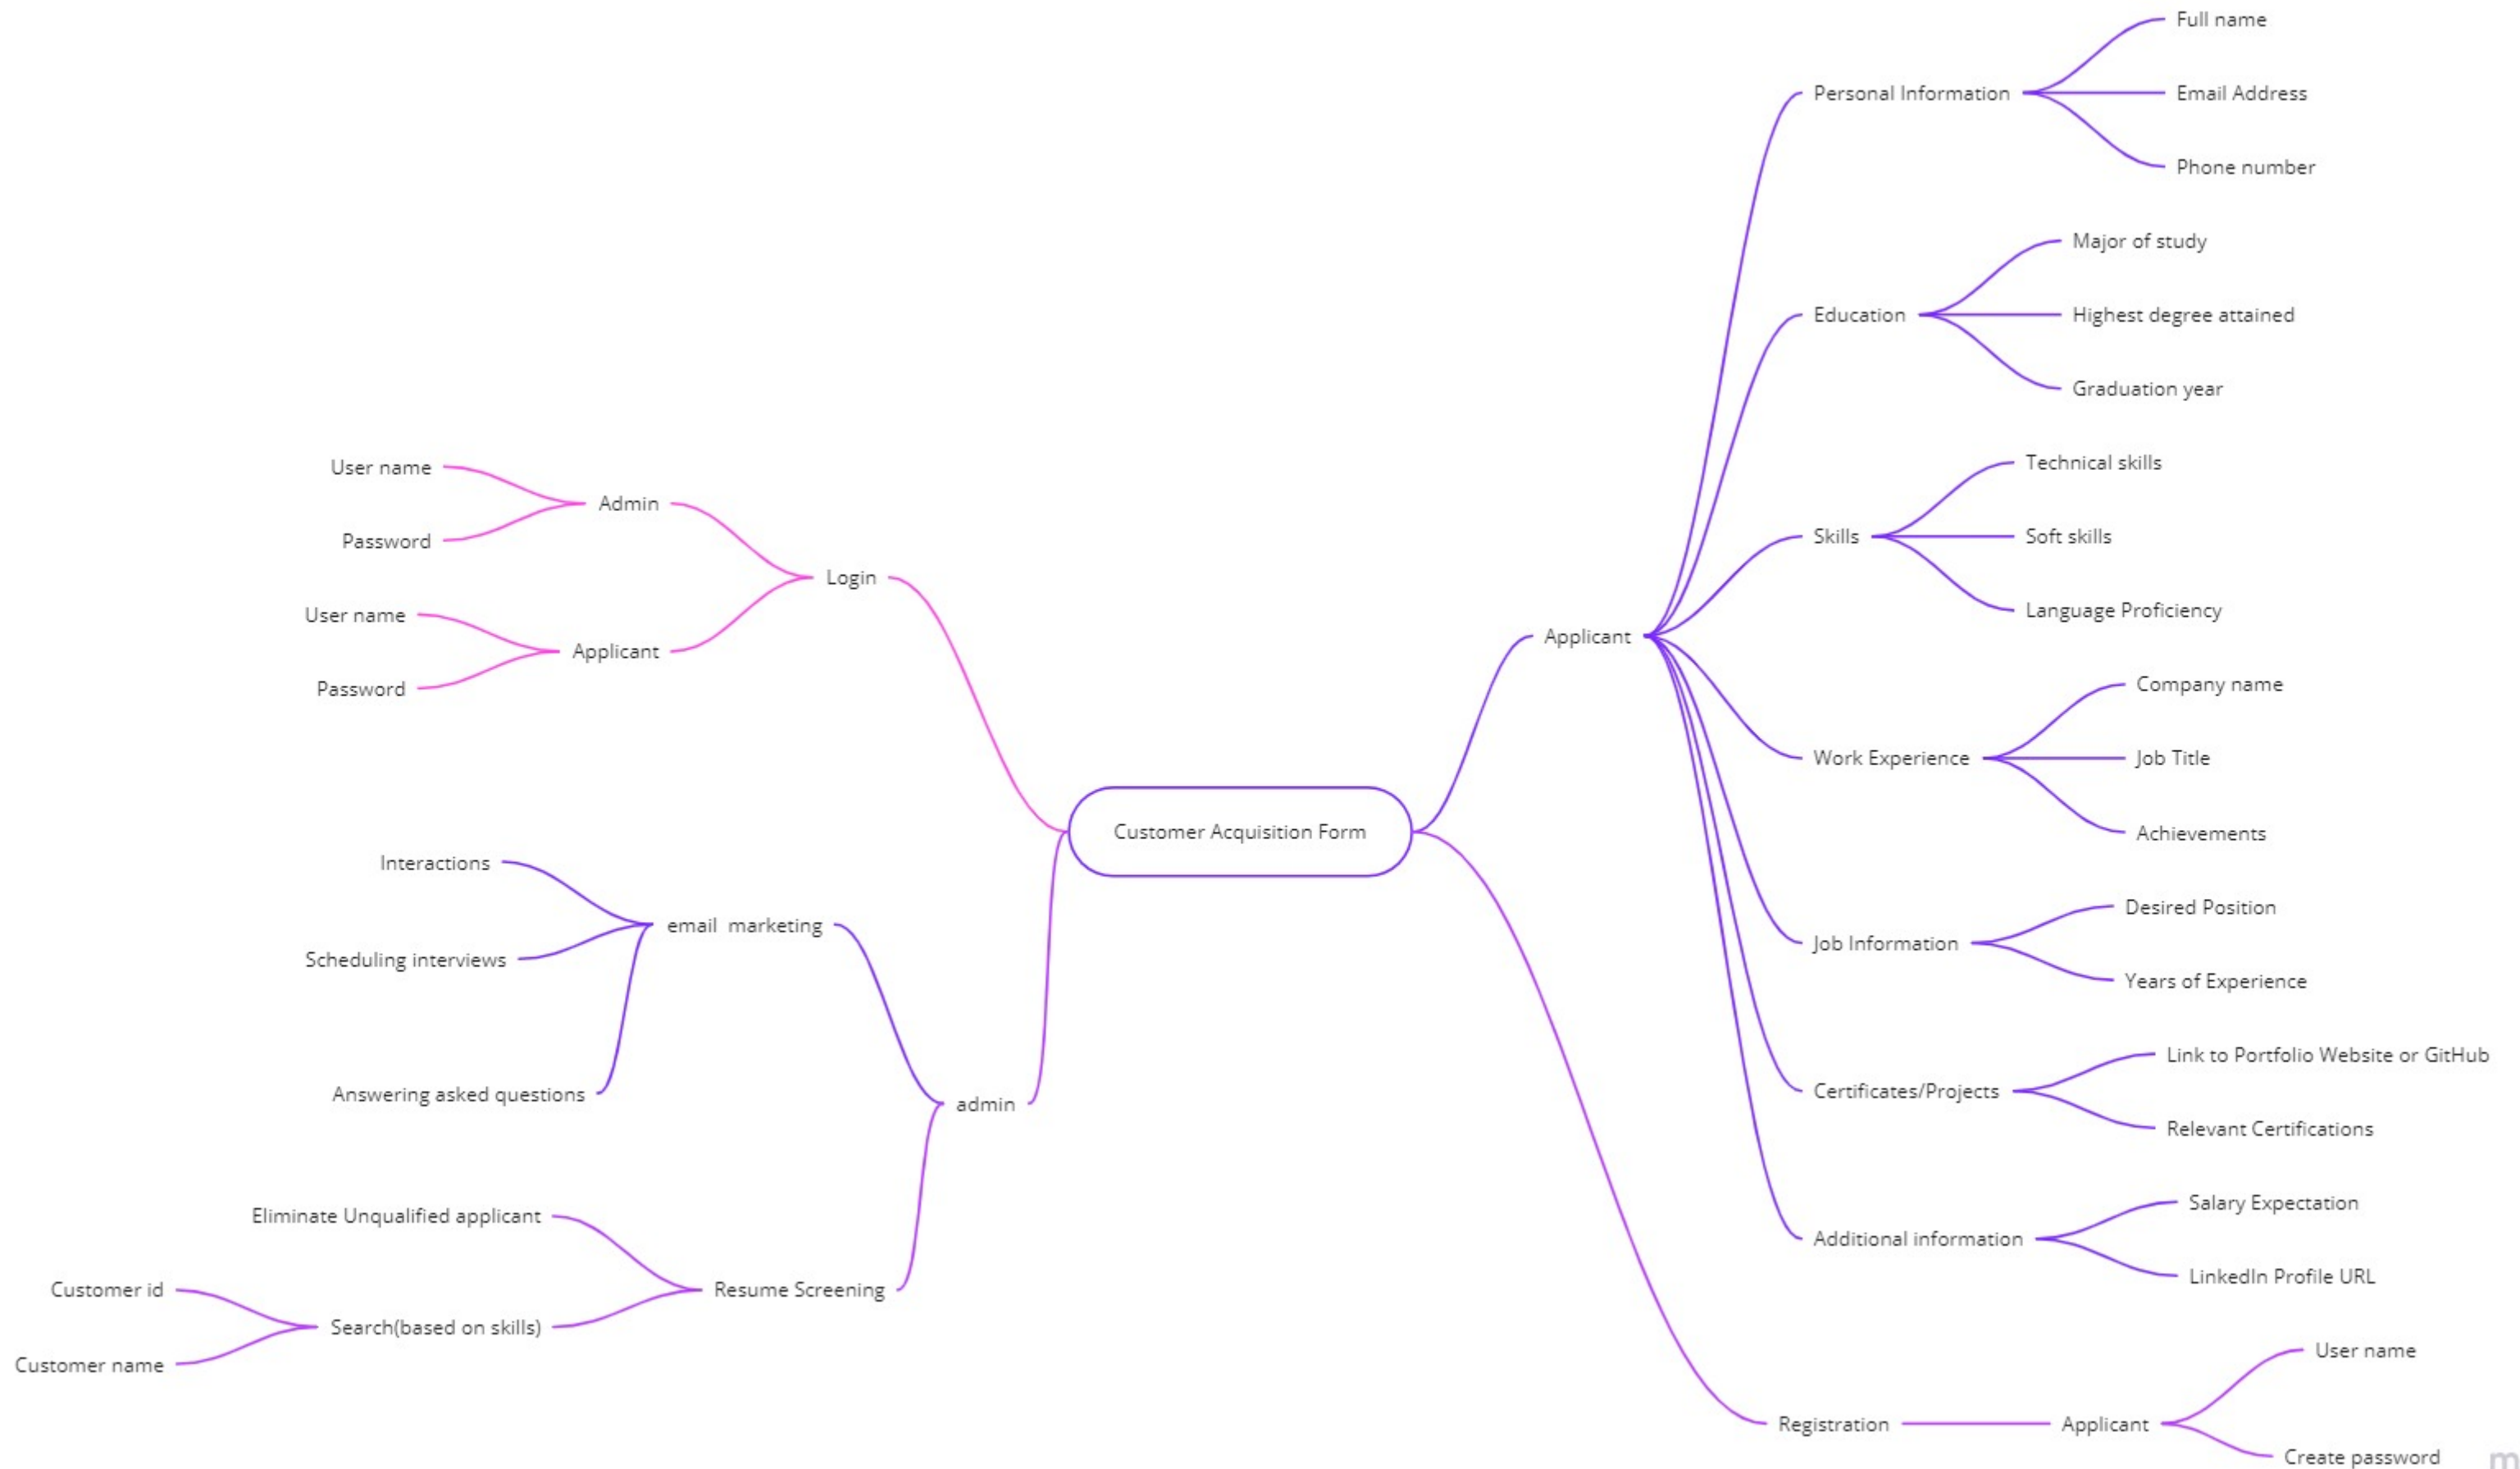 Customer Acquisition Form
Login
Admin
User name
Password
Applicant
User name
Password
admin
email  marketing
Interactions
Scheduling interviews
Answering asked questions
Resume Screening
Eliminate Unqualified applicant
Search(based on skills)
Customer id
Customer name
Applicant
Personal Information
Full name
Email Address
Phone number
Education
Major of study
Highest degree attained
Graduation year
Skills
Technical skills
Soft skills
Language Proficiency
Work Experience
Company name
Job Title
Achievements
Job Information
Desired Position
Years of Experience
Certificates/Projects
Link to Portfolio Website or GitHub
Relevant Certifications
Additional information
Salary Expectation
LinkedIn Profile URL
Registration
Applicant
User name
Create password